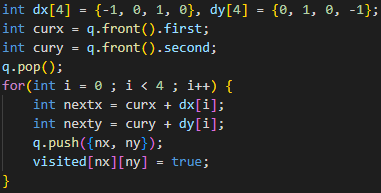 int dx[4] = {-1, 0, 1, 0}, dy[4] = {0, 1, 0, -1};
int curx = q.front().first;
int cury = q.front().second;
q.pop();
for(int i = 0 ; i < 4 ; i++) {
    int nextx = curx + dx[i];
    int nexty = cury + dy[i];
    q.push({nx, ny});
    visited[nx][ny] = true;
}